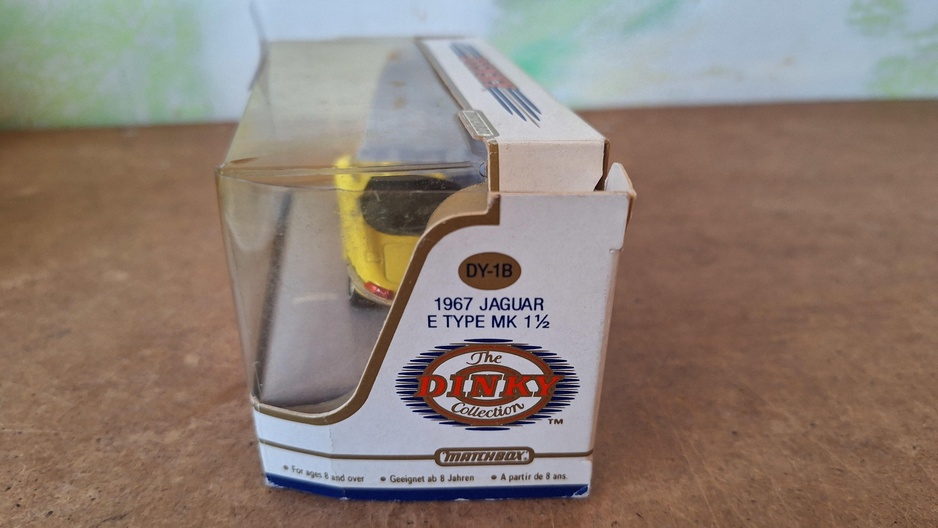 DY-1B
1967 JAGUAR
E TYPE MK 1½
The
DINKY
Collection
TM
MATCHBOX
• For ages 8 and over • Geeignet ab 8 Jahren • A partir de 8 ans.